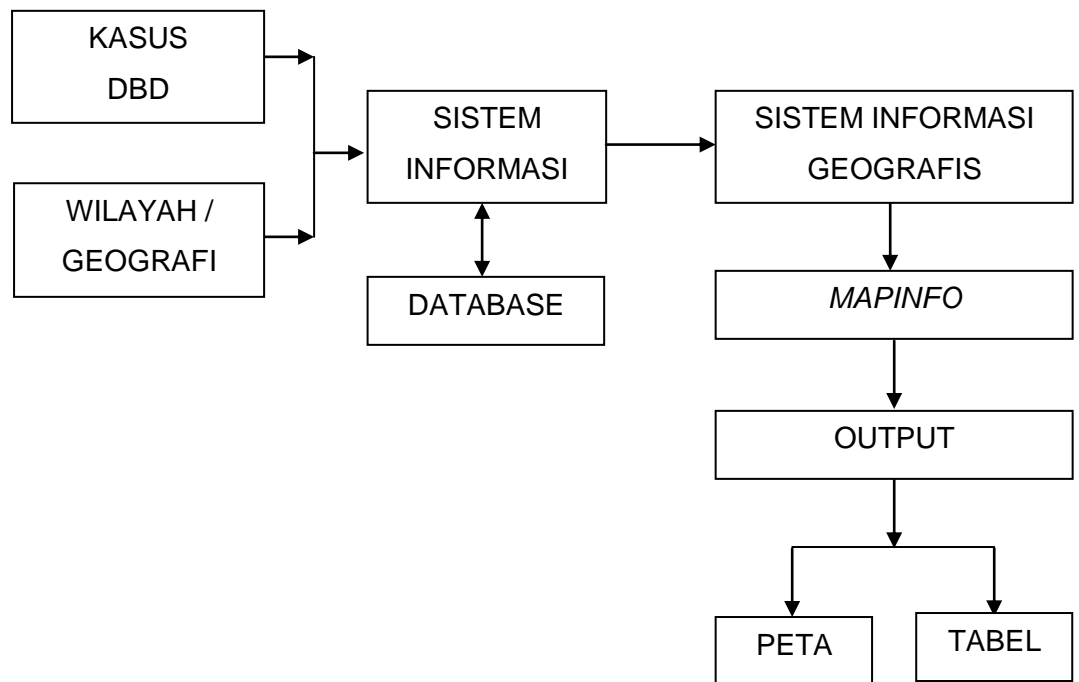 KASUS
DBD
WILAYAH /
GEOGRAFI
SISTEM
INFORMASI
DATABASE
SISTEM INFORMASI
GEOGRAFIS
MAPINFO
OUTPUT
PETA
TABEL